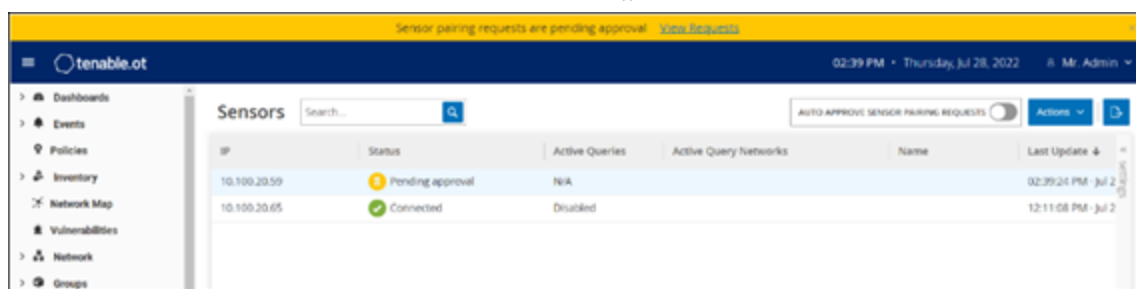 Sensor pairing requests are pending approval View Requests
tenable.ot 02:39 PM • Thursday, Jul 28, 2022 Mr. Admin
Dashboards
Events
Policies
Inventory
Network Map
Vulnerabilities
Network
Groups
Sensors Search... AUTO APPROVE SENSOR PAIRING REQUESTS Actions
IP Status Active Queries Active Query Networks Name Last Update
10.100.20.59 Pending approval N/A 02:39:24 PM · Jul 2
10.100.20.65 Connected Disabled 12:11:08 PM · Jul 2
Settings